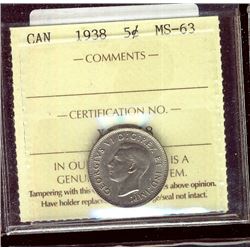 CAN 1938 5¢ MS-63
— COMMENTS —
— CERTIFICATION NO. —
IN OU IS A
GENU EM.
Tampering with this s above opinion.
Have holder replac ge/seal not intact.
GEORGIVS VI D:G:REX ET IND:IMP: